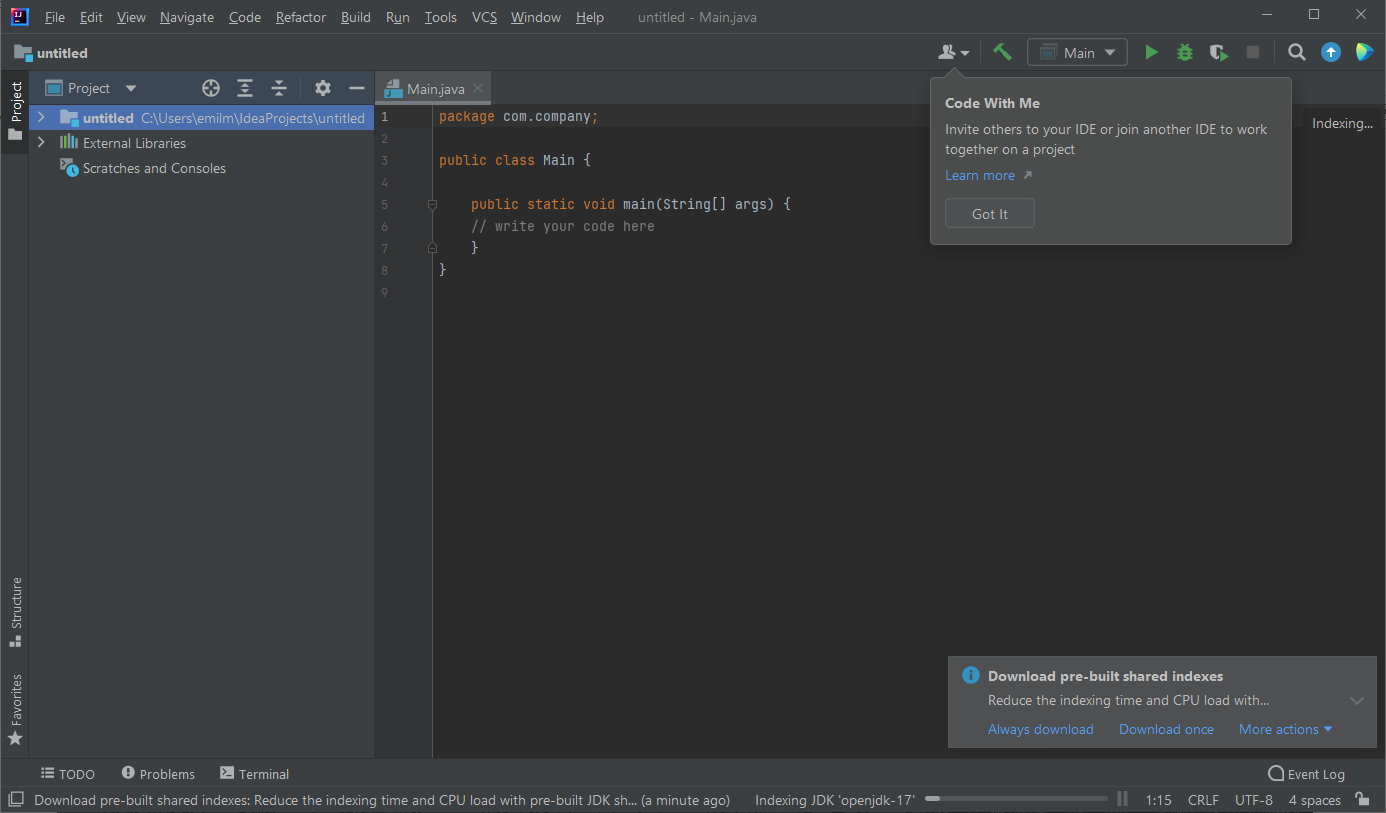 File Edit View Navigate Code Refactor Build Run Tools VCS Window Help untitled - Main.java
untitled
Main
Project
Project
Main.java
untitled C:\Users\emilm\IdeaProjects\untitled
External Libraries
Scratches and Consoles
1 package com.company;
2
3 public class Main {
4
5 public static void main(String[] args) {
6 // write your code here
7 }
8 }
9
Indexing...
Code With Me
Invite others to your IDE or join another IDE to work
together on a project
Learn more
Got It
Structure
Favorites
Download pre-built shared indexes
Reduce the indexing time and CPU load with...
Always download Download once More actions
TODO Problems Terminal Event Log
Download pre-built shared indexes: Reduce the indexing time and CPU load with pre-built JDK sh... (a minute ago) Indexing JDK 'openjdk-17' 1:15 CRLF UTF-8 4 spaces